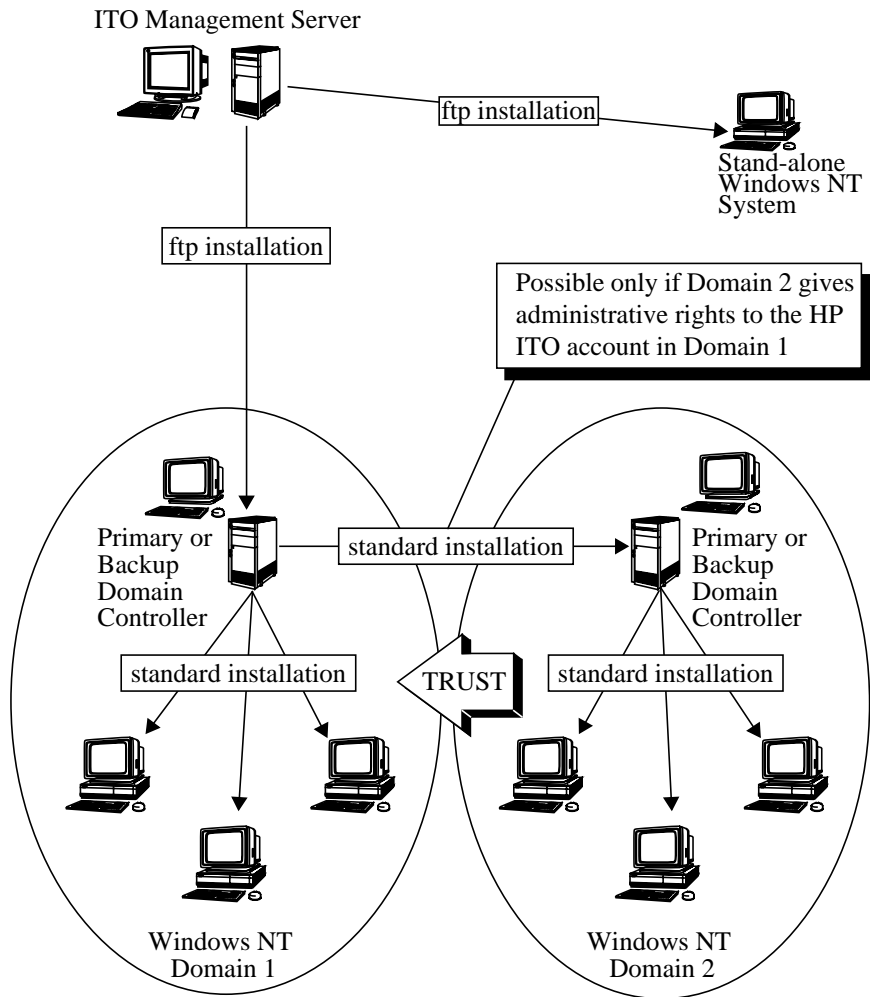 ITO Management Server
ftp installation
Stand-alone
Windows NT
System
ftp installation
Possible only if Domain 2 gives
administrative rights to the HP
ITO account in Domain 1
Primary or
Backup
Domain
Controller
standard installation
Primary or
Backup
Domain
Controller
standard installation
TRUST
standard installation
Windows NT
Domain 1
Windows NT
Domain 2